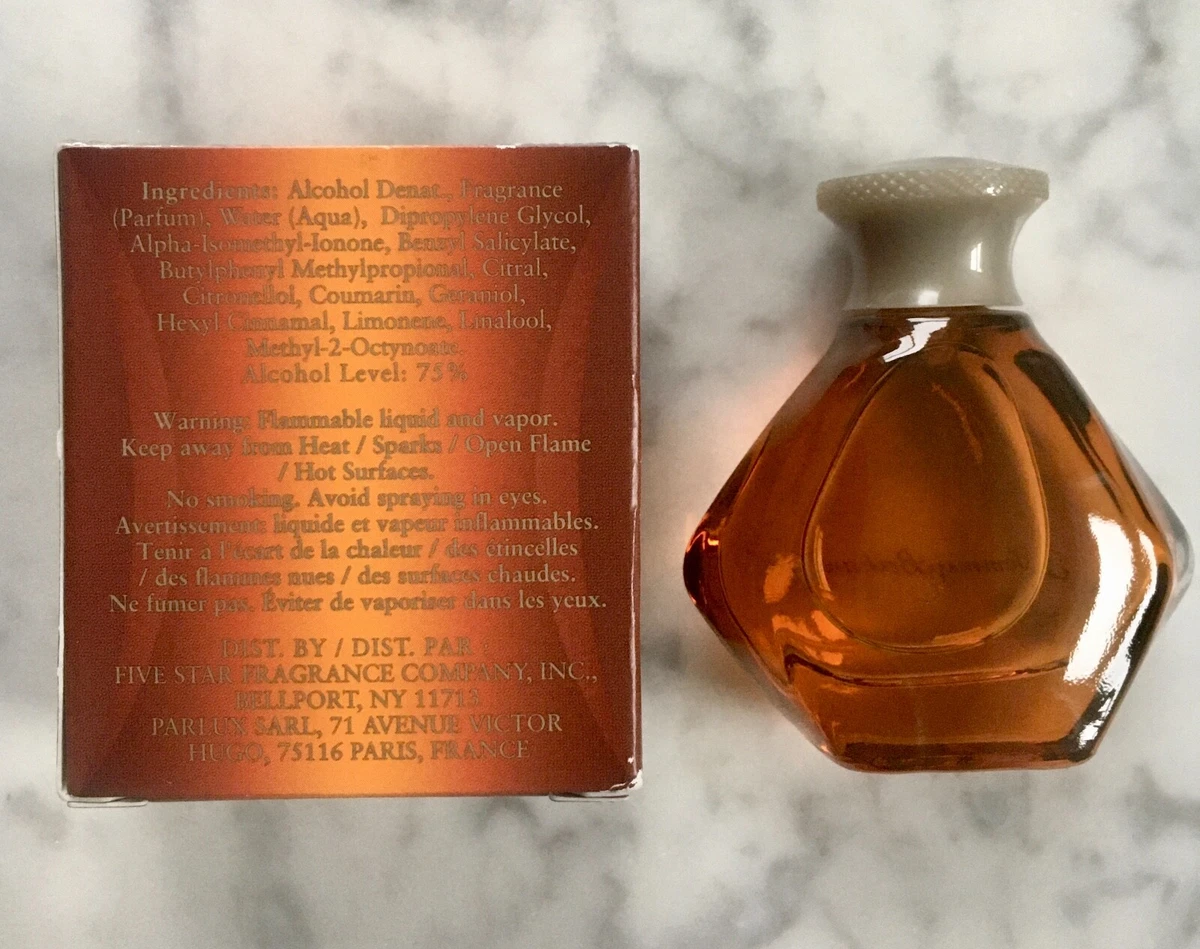 Ingredients: Alcohol Denat., Fragrance
(Parfum), Water (Aqua), Dipropylene Glycol,
Alpha-Isomethyl-Ionone, Benzyl Salicylate,
Butylphenyl Methylpropional, Citral,
Citronellol, Coumarin, Geraniol,
Hexyl Cinnamal, Limonene, Linalool,
Methyl-2-Octynoate.
Alcohol Level: 75%
Warning: Flammable liquid and vapor.
Keep away from Heat / Sparks / Open Flame
/ Hot Surfaces.
No smoking. Avoid spraying in eyes.
Avertissement: liquide et vapeur inflammables.
Tenir a l'écart de la chaleur / des étincelles
/ des flammes nues / des surfaces chaudes.
Ne fumer pas. Éviter de vaporiser dans les yeux.
DIST. BY / DIST. PAR :
FIVE STAR FRAGRANCE COMPANY, INC.,
BELLPORT, NY 11713
PARLUX SARL, 71 AVENUE VICTOR
HUGO, 75116 PARIS, FRANCE